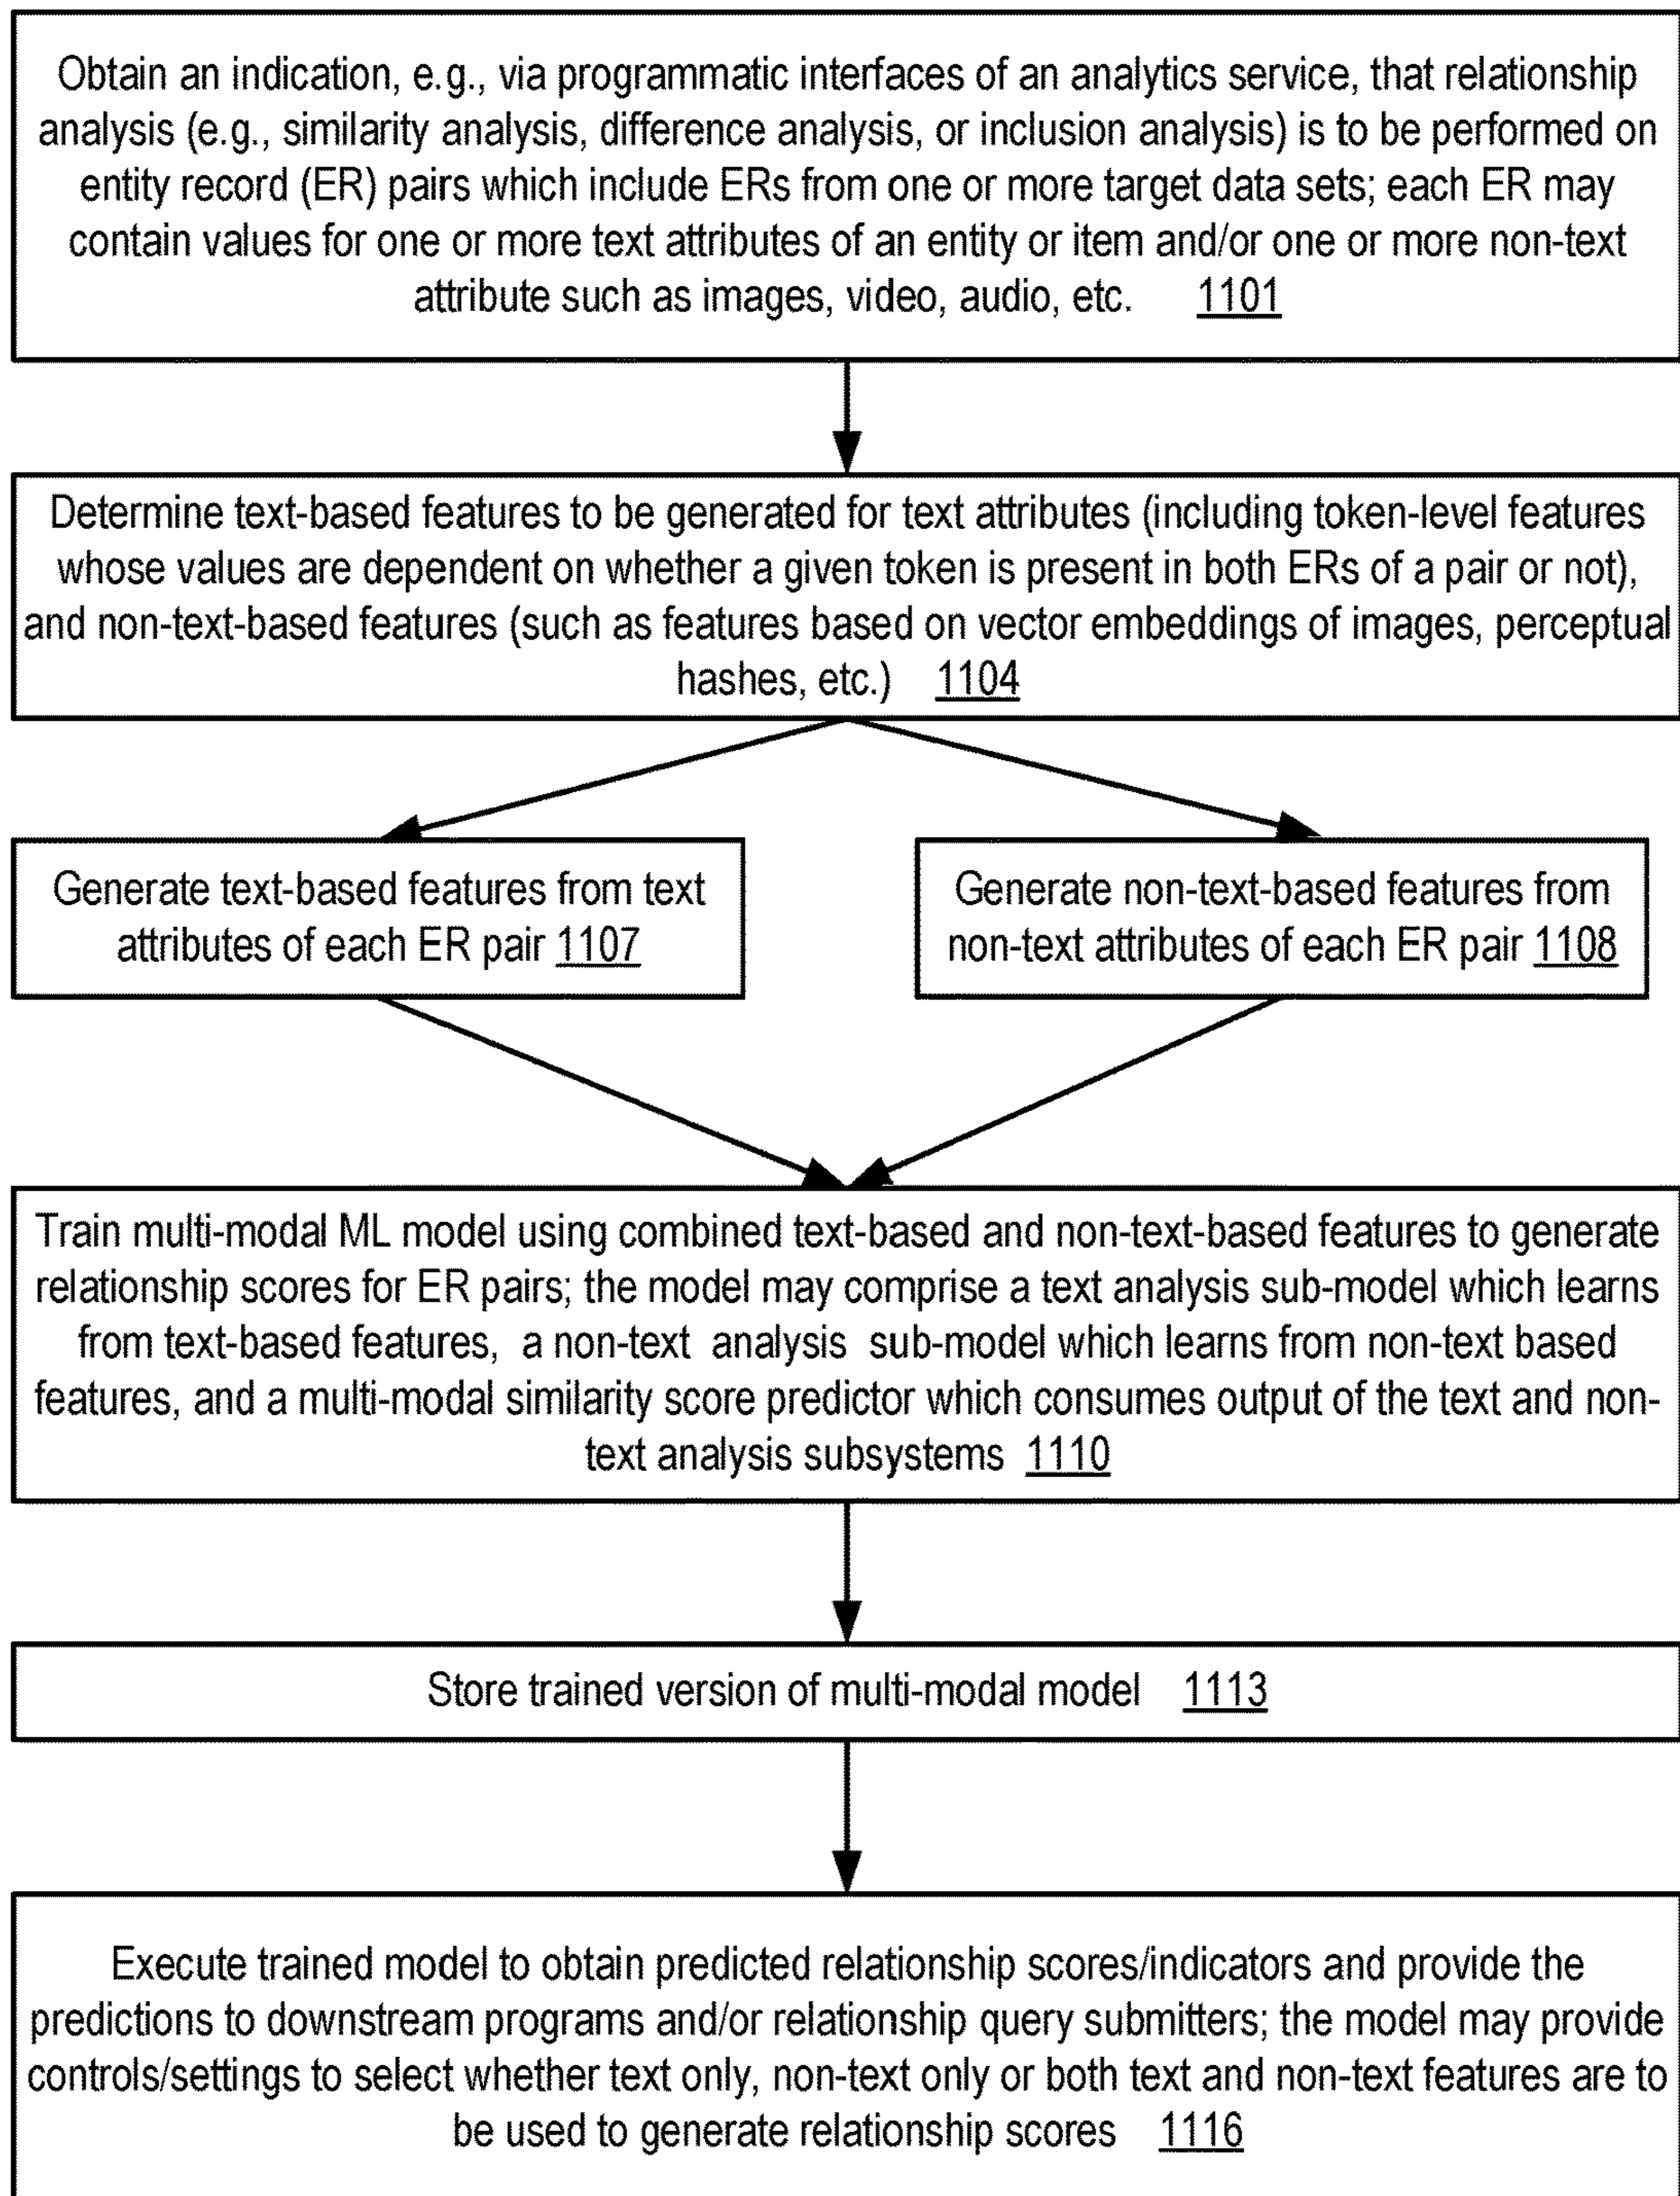 Obtain an indication, e.g., via programmatic interfaces of an analytics service, that relationship
analysis (e.g., similarity analysis, difference analysis, or inclusion analysis) is to be performed on
entity record (ER) pairs which include ERs from one or more target data sets; each ER may
contain values for one or more text attributes of an entity or item and/or one or more non-text
attribute such as images, video, audio, etc. 1101
Determine text-based features to be generated for text attributes (including token-level features
whose values are dependent on whether a given token is present in both ERs of a pair or not),
and non-text-based features (such as features based on vector embeddings of images, perceptual
hashes, etc.) 1104
Generate text-based features from text
attributes of each ER pair 1107
Generate non-text-based features from
non-text attributes of each ER pair 1108
Train multi-modal ML model using combined text-based and non-text-based features to generate
relationship scores for ER pairs; the model may comprise a text analysis sub-model which learns
from text-based features, a non-text analysis sub-model which learns from non-text based
features, and a multi-modal similarity score predictor which consumes output of the text and non-
text analysis subsystems 1110
Store trained version of multi-modal model 1113
Execute trained model to obtain predicted relationship scores/indicators and provide the
predictions to downstream programs and/or relationship query submitters; the model may provide
controls/settings to select whether text only, non-text only or both text and non-text features are to
be used to generate relationship scores 1116